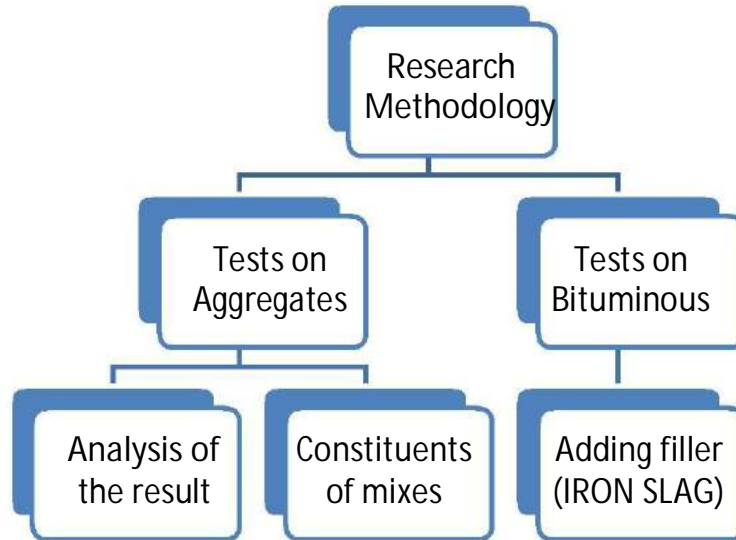 Research
Methodology
Tests on
Aggregates
Tests on
Bituminous
Analysis of
the result
Constituents
of mixes
Adding filler
(IRON SLAG)